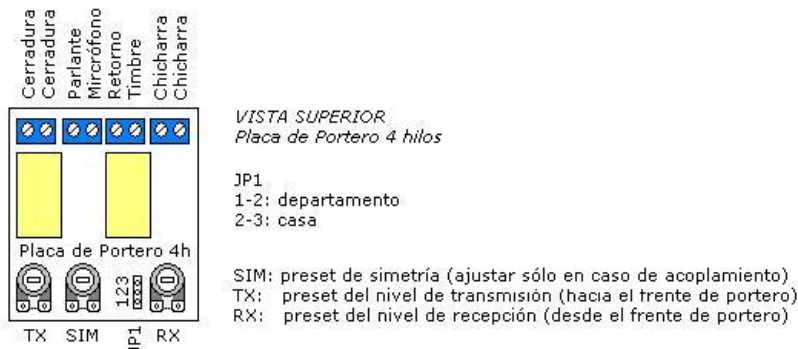 Cerradura
Cerradura
Parlante
Mircrófono
Retorno
Timbre
Chicharra
Chicharra
VISTA SUPERIOR
Placa de Portero 4 hilos
JP1
1-2: departamento
2-3: casa
Placa de Portero 4h
123
TX SIM JP1 RX
SIM: preset de simetría (ajustar sólo en caso de acoplamiento)
TX: preset del nivel de transmisión (hacia el frente de portero)
RX: preset del nivel de recepción (desde el frente de portero)